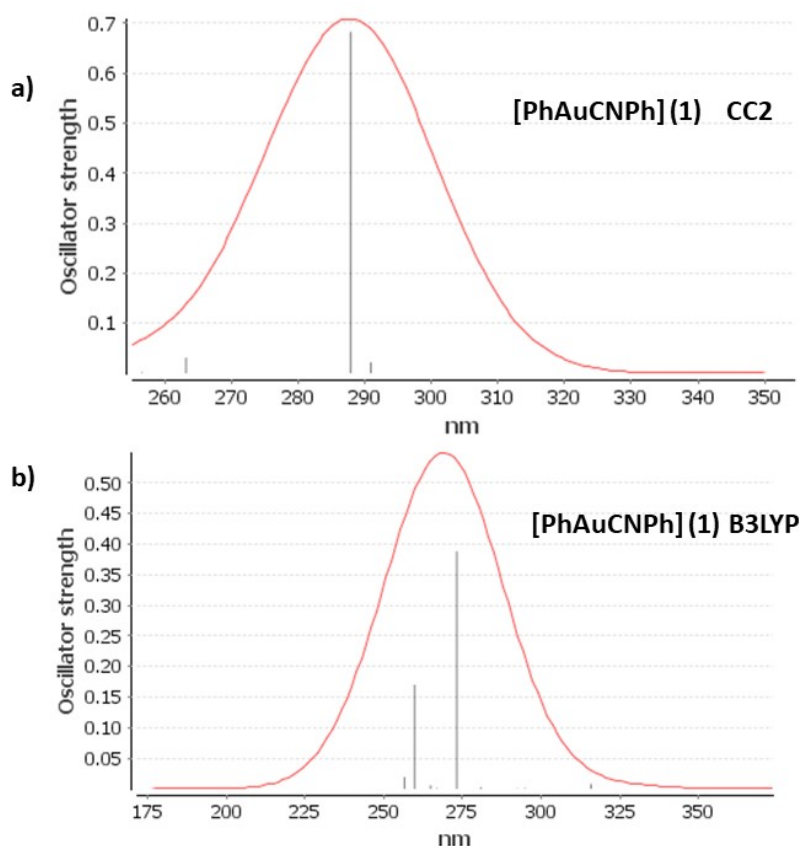 a)
[PhAuCNPh] (1) CC2
Oscillator strength
0.7
0.6
0.5
0.4
0.3
0.2
0.1
260 270 280 290 300 310 320 330 340 350
nm
b)
[PhAuCNPh] (1) B3LYP
Oscillator strength
0.50
0.45
0.40
0.35
0.30
0.25
0.20
0.15
0.10
0.05
175 200 225 250 275 300 325 350
nm